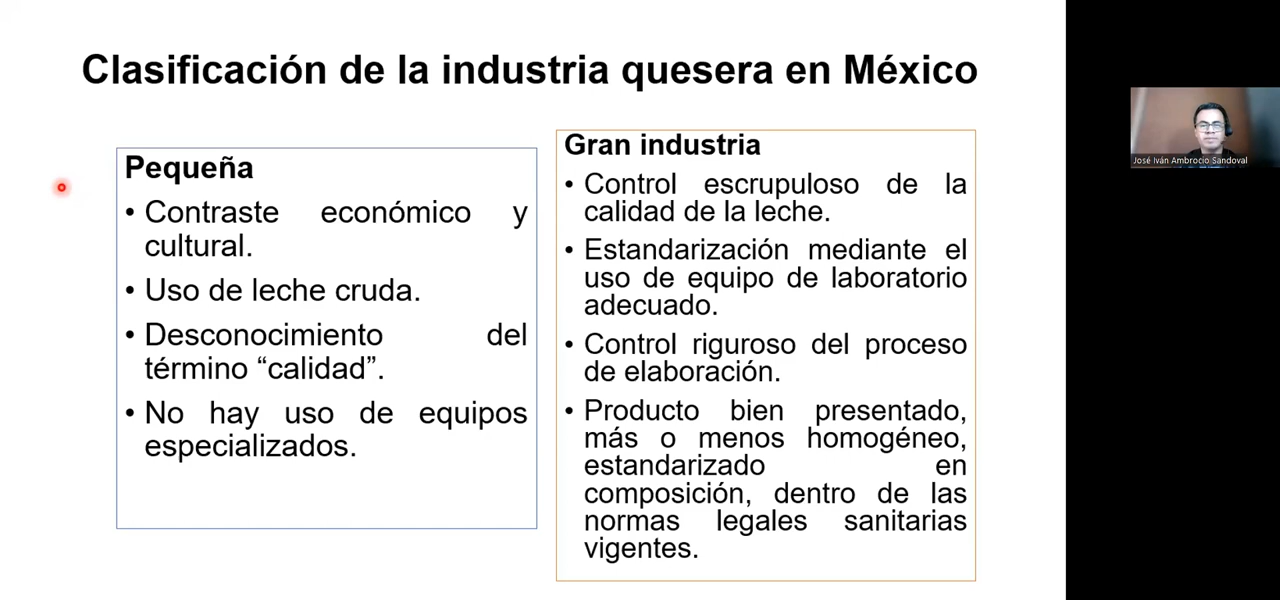 Clasificación de la industria quesera en México
Pequeña
• Contraste económico y
cultural.
• Uso de leche cruda.
• Desconocimiento del
término “calidad”.
• No hay uso de equipos
especializados.
Gran industria
• Control escrupuloso de la
calidad de la leche.
• Estandarización mediante el
uso de equipo de laboratorio
adecuado.
• Control riguroso del proceso
de elaboración.
• Producto bien presentado,
más o menos homogéneo,
estandarizado en
composición, dentro de las
normas legales sanitarias
vigentes.
José Iván Ambrocio Sandoval